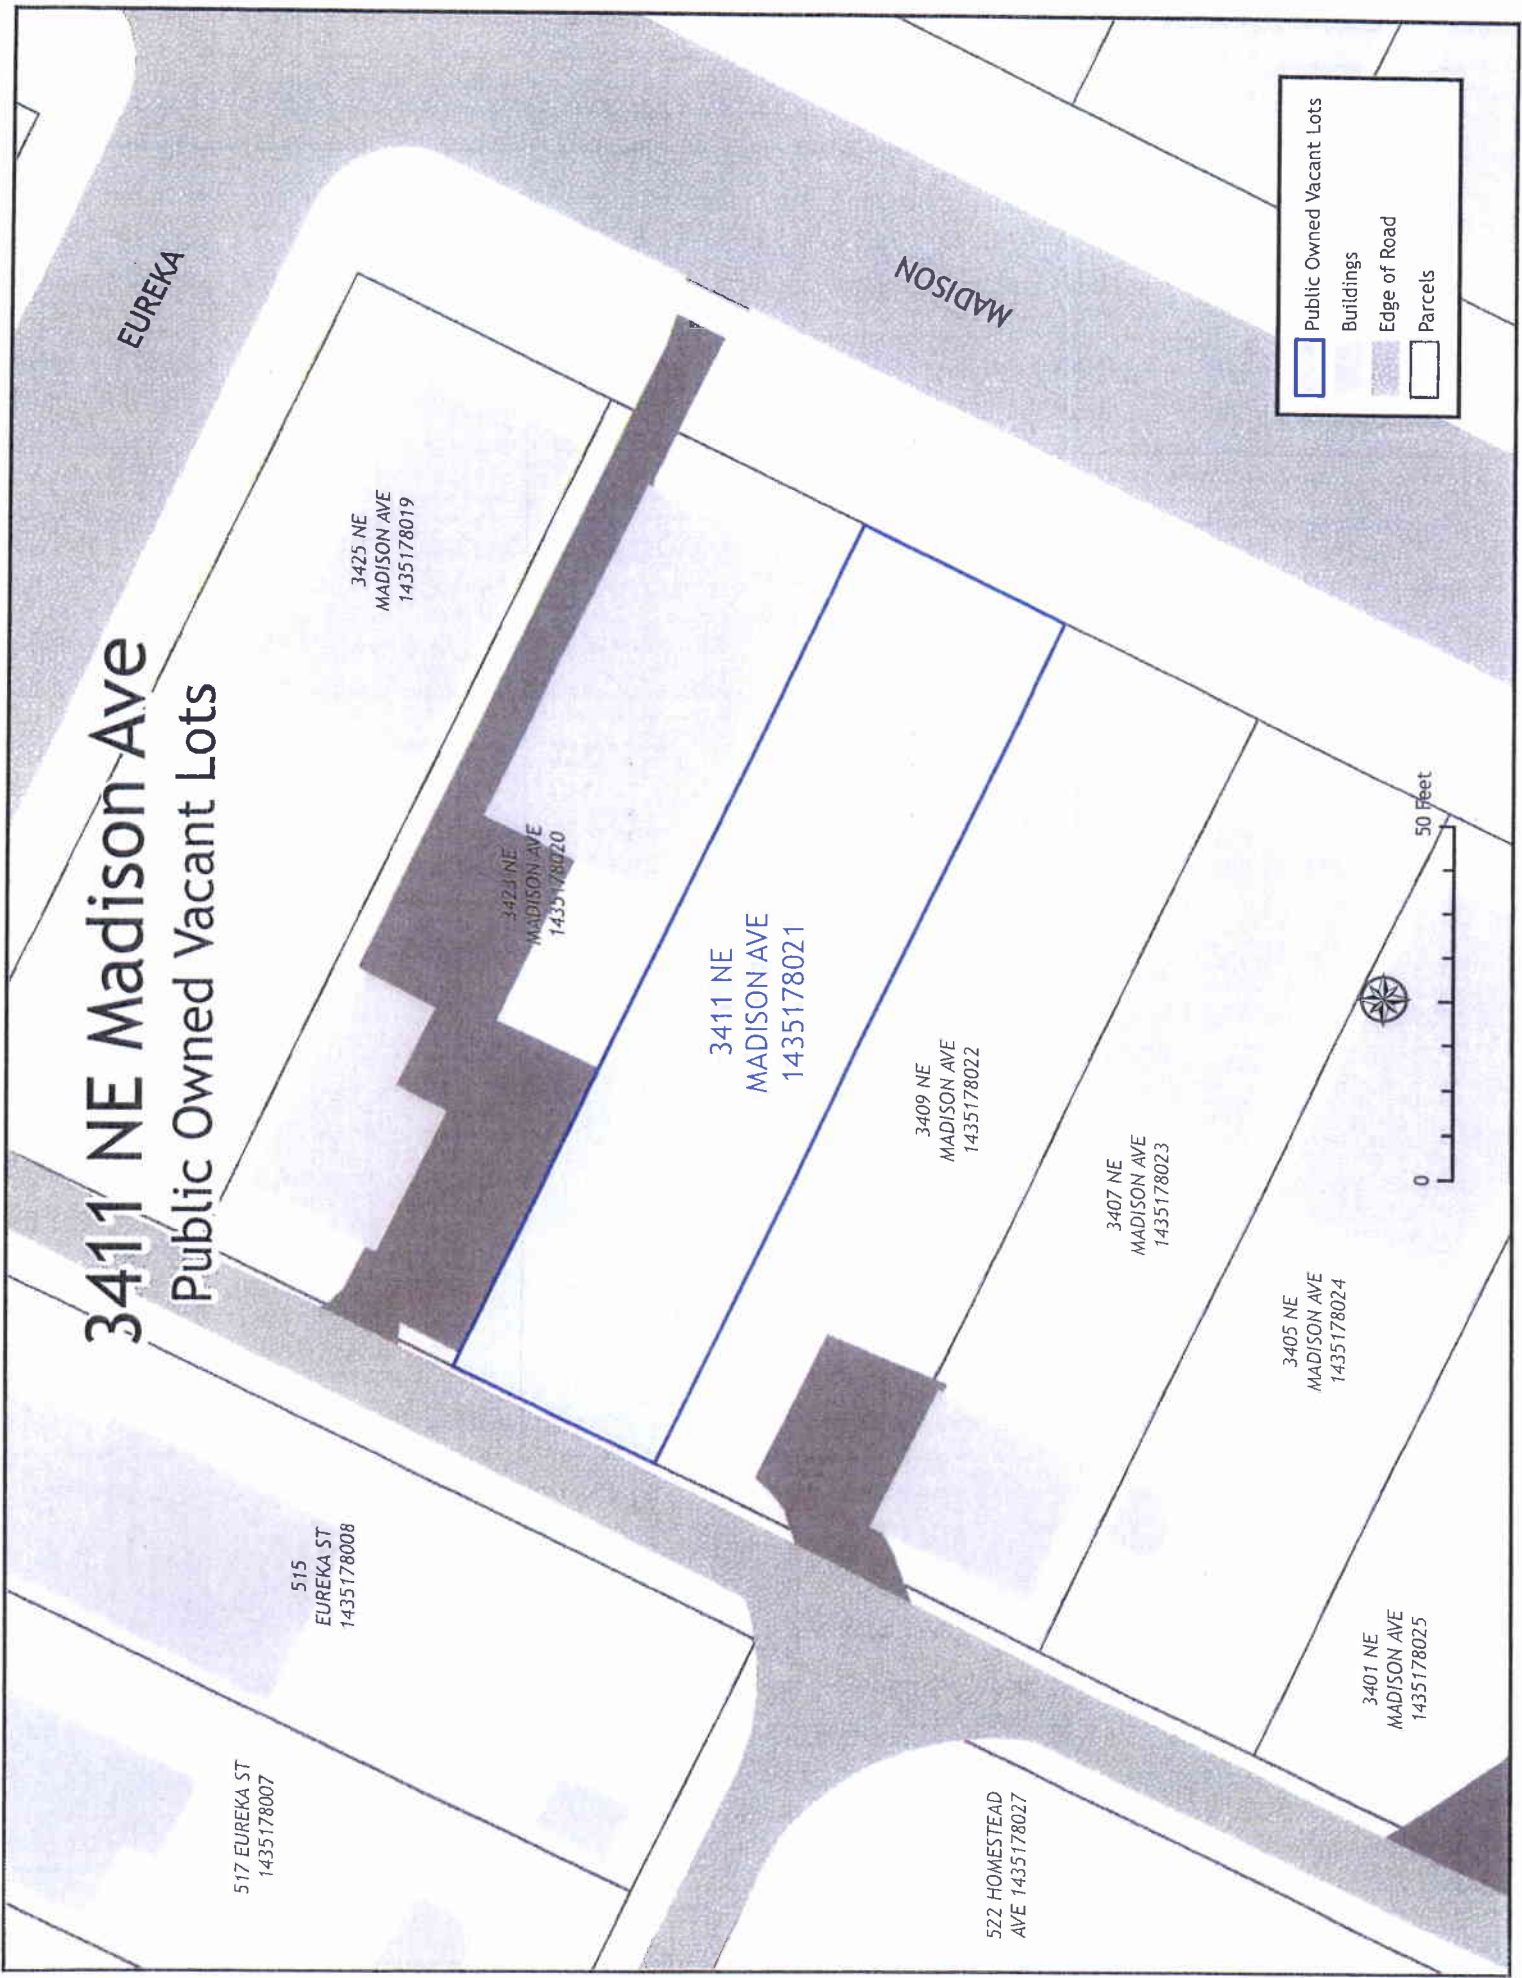 3411 NE Madison Ave
Public Owned Vacant Lots
EUREKA
MADISON
517 EUREKA ST
1435178007
515
EUREKA ST
1435178008
3425 NE
MADISON AVE
1435178019
3423 NE
MADISON AVE
1435178020
3411 NE
MADISON AVE
1435178021
3409 NE
MADISON AVE
1435178022
3407 NE
MADISON AVE
1435178023
3405 NE
MADISON AVE
1435178024
3401 NE
MADISON AVE
1435178025
522 HOMESTEAD
AVE 1435178027
0
50 Feet
Public Owned Vacant Lots
Buildings
Edge of Road
Parcels